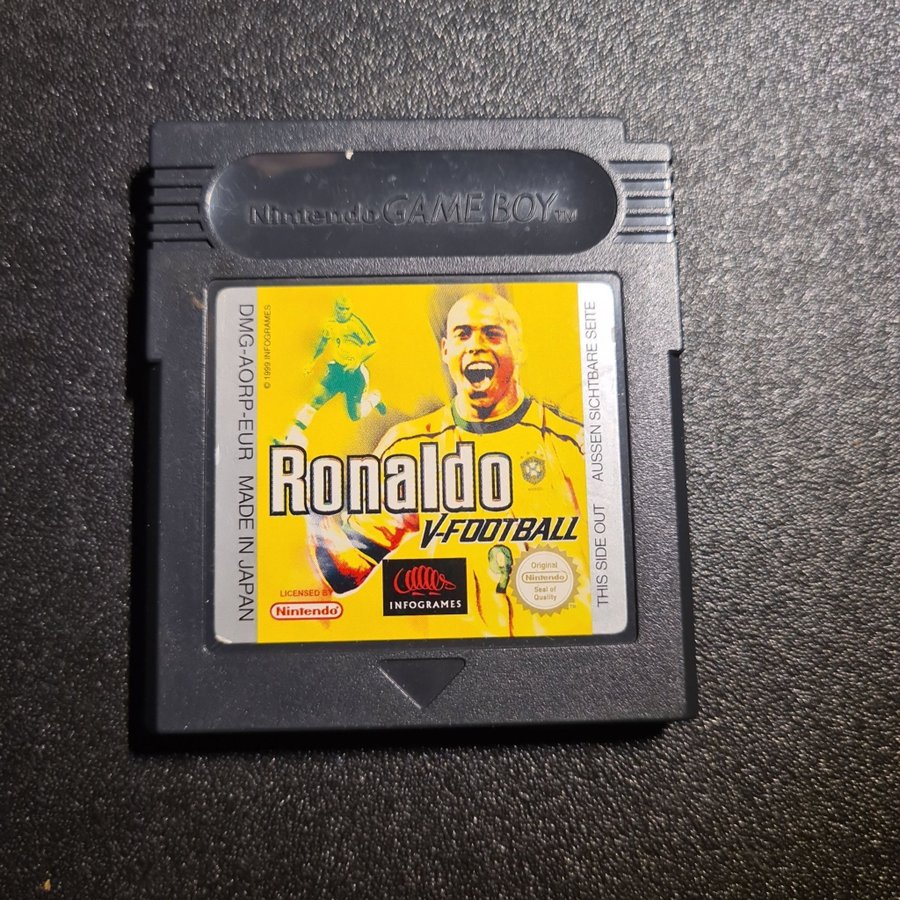 Nintendo GAME BOY TM
DMG-AORP-EUR MADE IN JAPAN
© 1999 INFOGRAMES
Ronaldo
V-FOOTBALL
LICENSED BY
Nintendo
INFOGRAMES
Original
Nintendo
Seal of
Quality
THIS SIDE OUT AUSSEN SICHTBARE SEITE